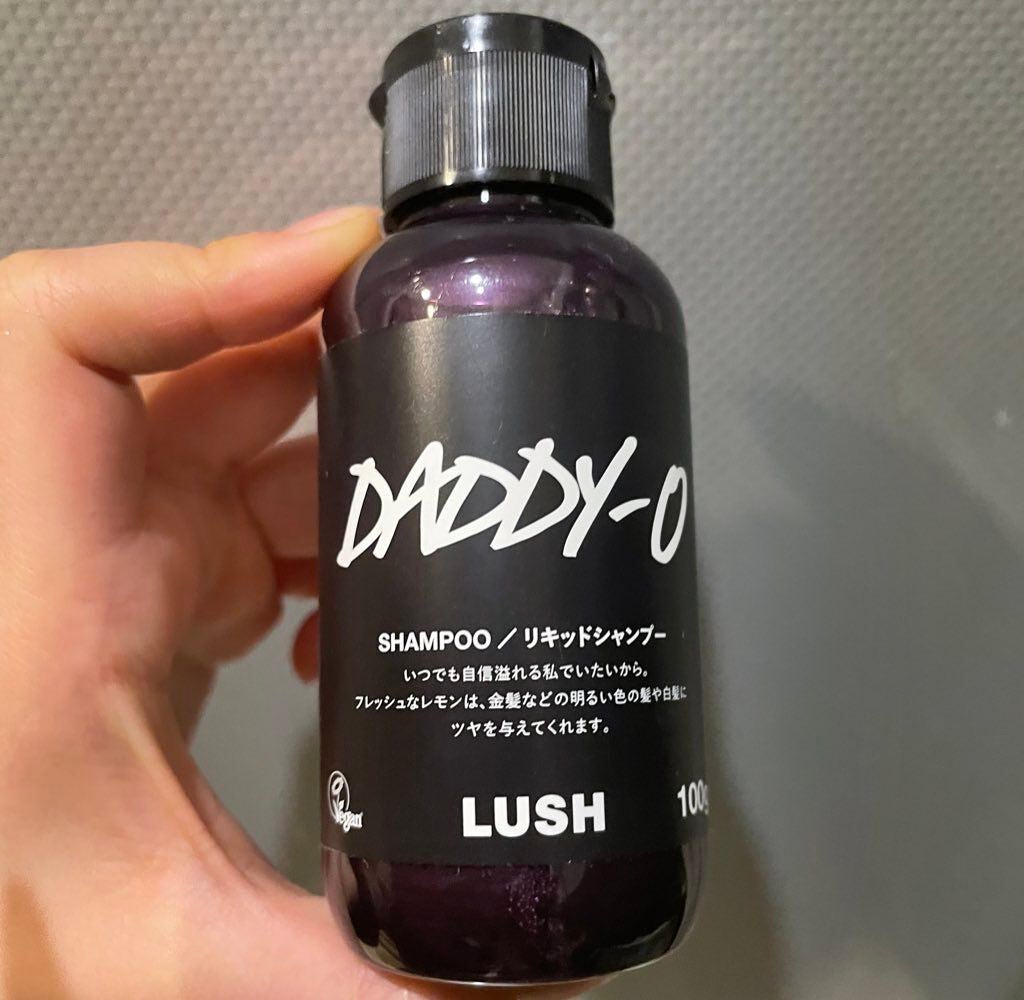 DADDY-O
SHAMPOO / リキッドシャンプー
いつでも自信溢れる私でいたいから。
フレッシュなレモンは、金髪などの明るい色の髪や白髪に
ツヤを与えてくれます。
Vegan
LUSH
100g